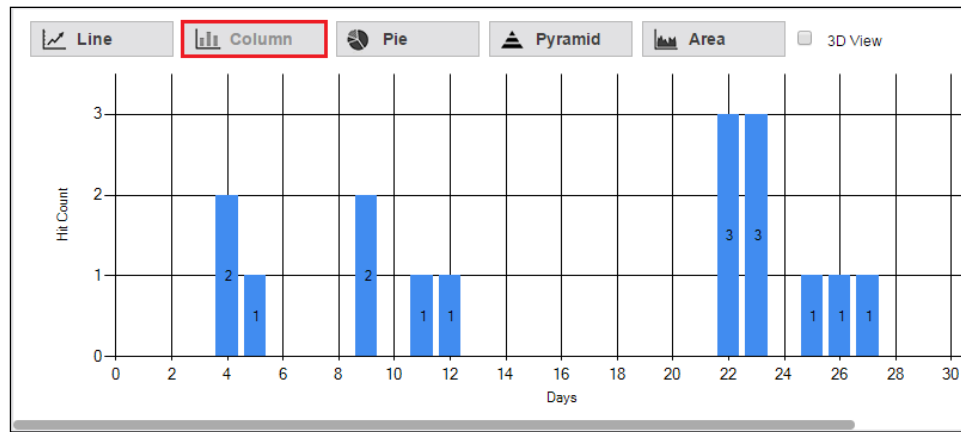 Line Column Pie Pyramid Area 3D View
3
2
1
0
Hit Count
2 1 2 1 1 3 3 1 1 1
0 2 4 6 8 10 12 14 16 18 20 22 24 26 28 30
Days